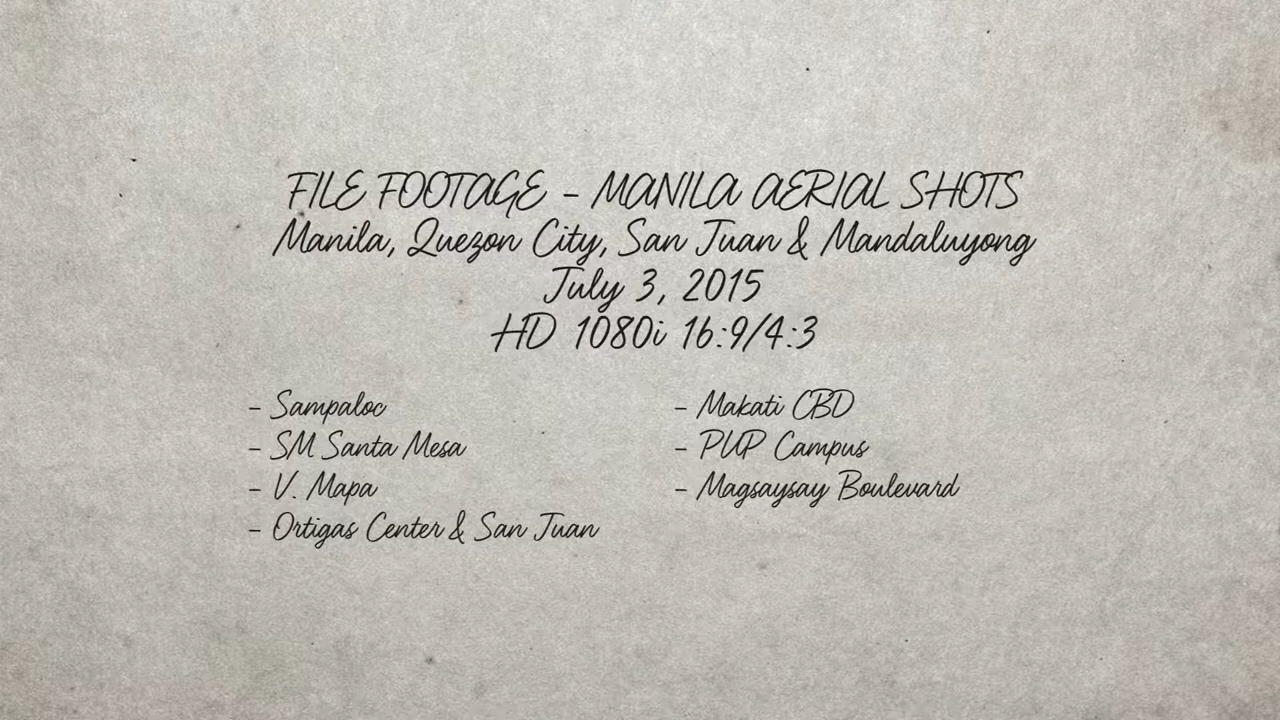 FILE FOOTAGE - MANILA AERIAL SHOTS
Manila, Quezon City, San Juan & Mandaluyong
July 3, 2015
HD 1080i 16:9/4:3
- Sampaloc
- SM Santa Mesa
- V. Mapa
- Ortigas Center & San Juan
- Makati CBD
- PUP Campus
- Magsaysay Boulevard